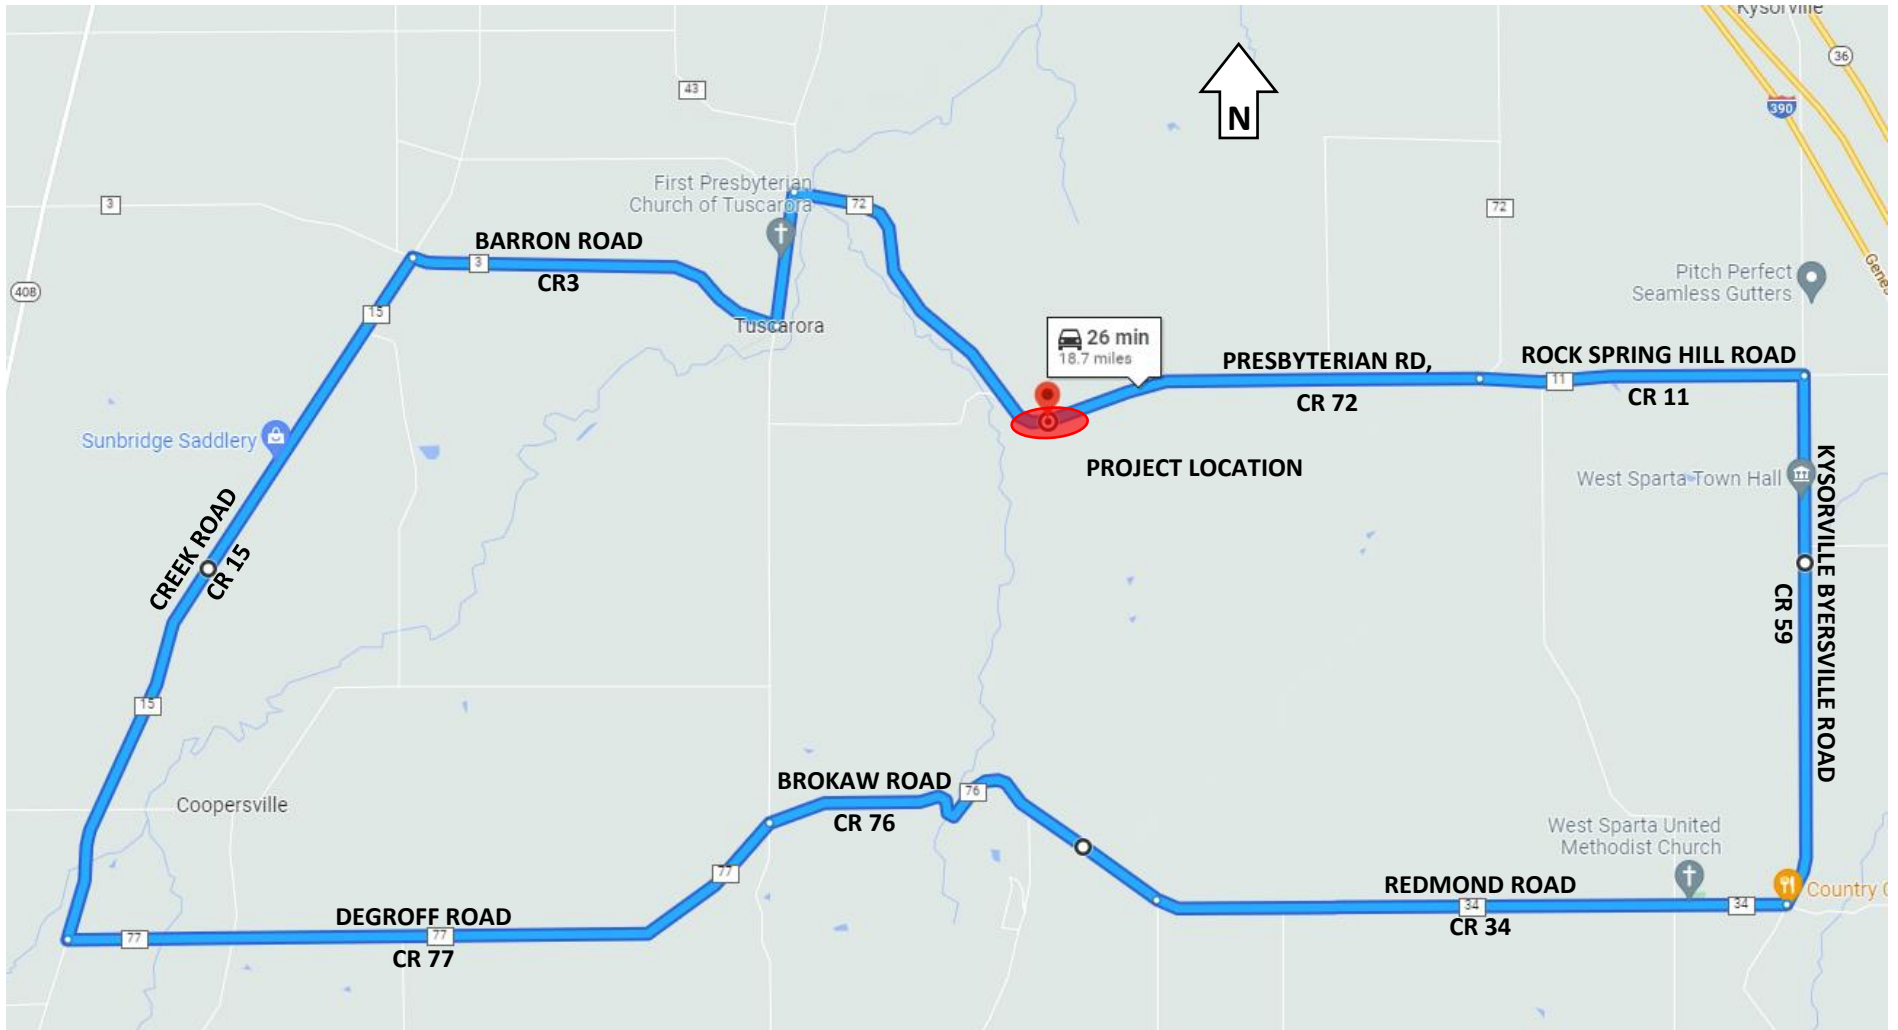 Kysorville
36
390
43
N
First Presbyterian
Church of Tuscarora
3
72
72
BARRON ROAD
3
CR3
Pitch Perfect
Seamless Gutters
408
15
Tuscarora
26 min
18.7 miles
PRESBYTERIAN RD,
CR 72
ROCK SPRING HILL ROAD
11
CR 11
Sunbridge Saddlery
PROJECT LOCATION
West Sparta Town Hall
KYSORVILLE BYERSVILLE ROAD
CR 59
CREEK ROAD
CR 15
15
Coopersville
BROKAW ROAD
76
CR 76
West Sparta United
Methodist Church
77
REDMOND ROAD
34
34
CR 34
Country
DEGROFF ROAD
77
77
CR 77